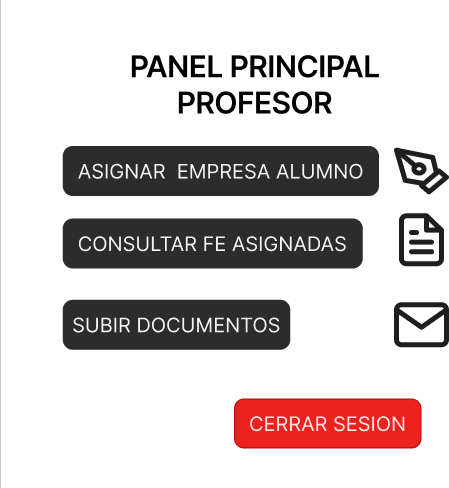 PANEL PRINCIPAL
PROFESOR
ASIGNAR  EMPRESA ALUMNO
CONSULTAR FE ASIGNADAS
SUBIR DOCUMENTOS
CERRAR SESION